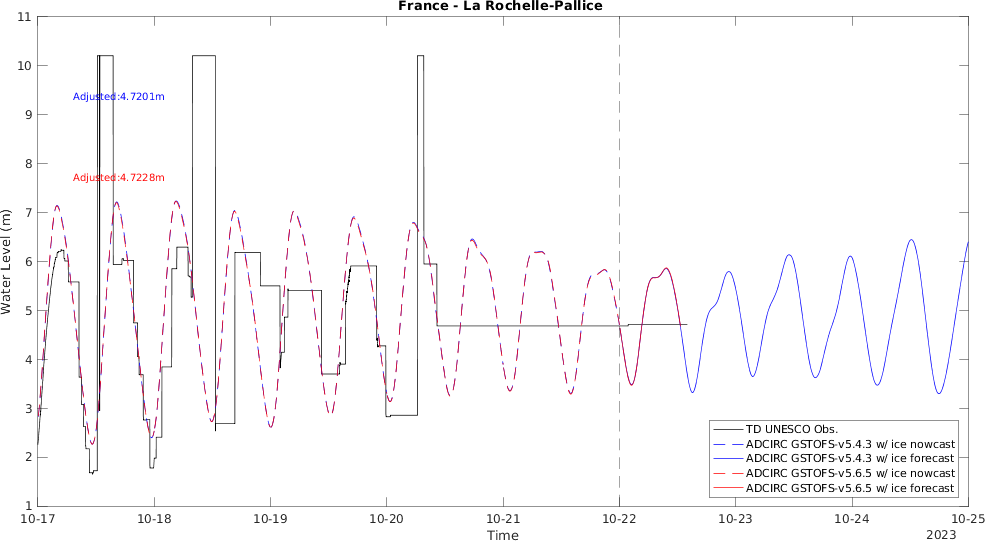 France - La Rochelle-Pallice
11
10
9
8
7
6
5
4
3
2
1
Water Level (m)
Adjusted:4.7201m
Adjusted:4.7228m
TD UNESCO Obs.
ADCIRC GSTOFS-v5.4.3 w/ ice nowcast
ADCIRC GSTOFS-v5.4.3 w/ ice forecast
ADCIRC GSTOFS-v5.6.5 w/ ice nowcast
ADCIRC GSTOFS-v5.6.5 w/ ice forecast
10-17 10-18 10-19 10-20 10-21 10-22 10-23 10-24 10-25
Time
2023